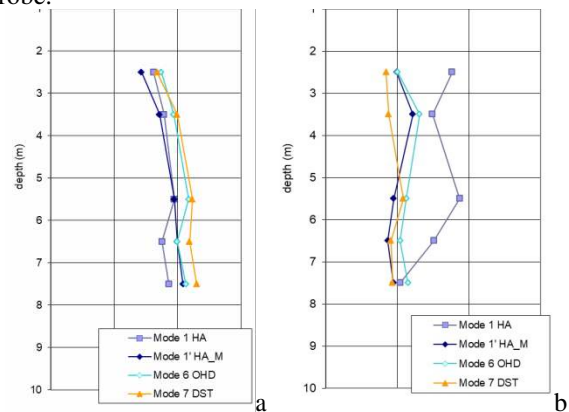 robe.
2
3
4
5
6
7
8
9
10
depth (m)
Mode 1 HA
Mode 1' HA_M
Mode 6 OHD
Mode 7 DST
a
2
3
4
5
6
7
8
9
10
depth (m)
Mode 1 HA
Mode 1' HA_M
Mode 6 OHD
Mode 7 DST
b